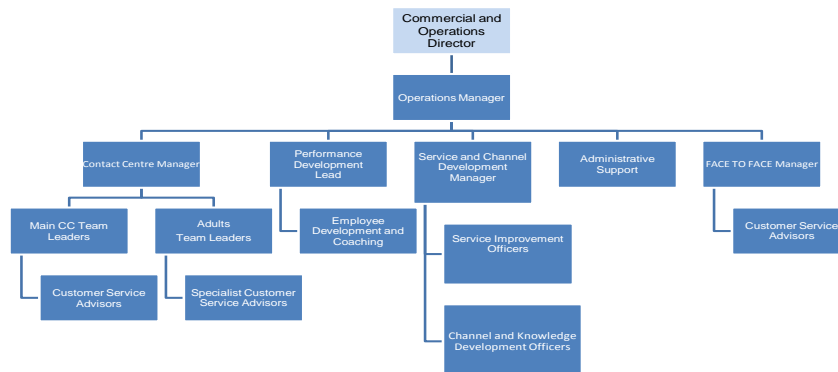 Commercial and
Operations
Director
Operations Manager
Contact Centre Manager
Performance
Development
Lead
Service and Channel
Development
Manager
Administrative
Support
FACE TO FACE Manager
Main CC Team
Leaders
Adults
Team Leaders
Employee
Development and
Coaching
Service Improvement
Officers
Customer Service
Advisors
Customer Service
Advisors
Specialist Customer
Service Advisors
Channel and Knowledge
Development Officers